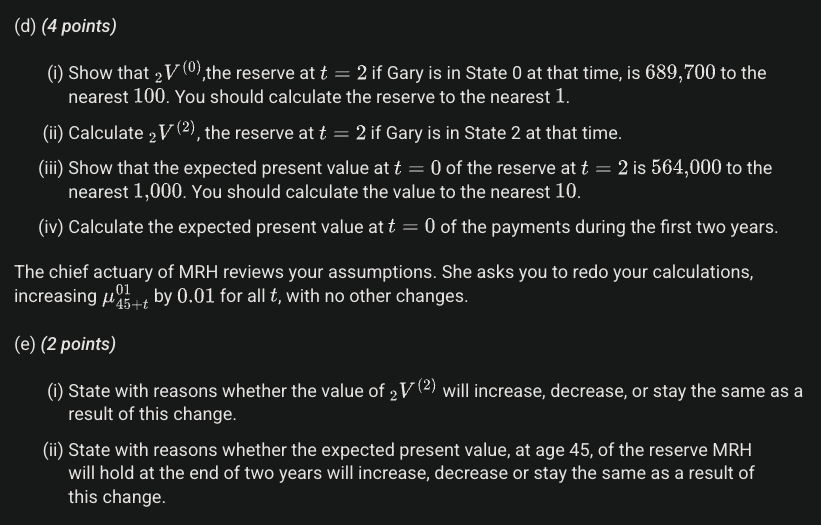 (d) (4 points)
(i) Show that ₂V⁽⁰⁾,the reserve at t = 2 if Gary is in State 0 at that time, is 689,700 to the
nearest 100. You should calculate the reserve to the nearest 1.
(ii) Calculate ₂V⁽²⁾, the reserve at t = 2 if Gary is in State 2 at that time.
(iii) Show that the expected present value at t = 0 of the reserve at t = 2 is 564,000 to the
nearest 1,000. You should calculate the value to the nearest 10.
(iv) Calculate the expected present value at t = 0 of the payments during the first two years.
The chief actuary of MRH reviews your assumptions. She asks you to redo your calculations,
increasing μ⁰¹₄₅₊ₜ by 0.01 for all t, with no other changes.
(e) (2 points)
(i) State with reasons whether the value of ₂V⁽²⁾ will increase, decrease, or stay the same as a
result of this change.
(ii) State with reasons whether the expected present value, at age 45, of the reserve MRH
will hold at the end of two years will increase, decrease or stay the same as a result of
this change.